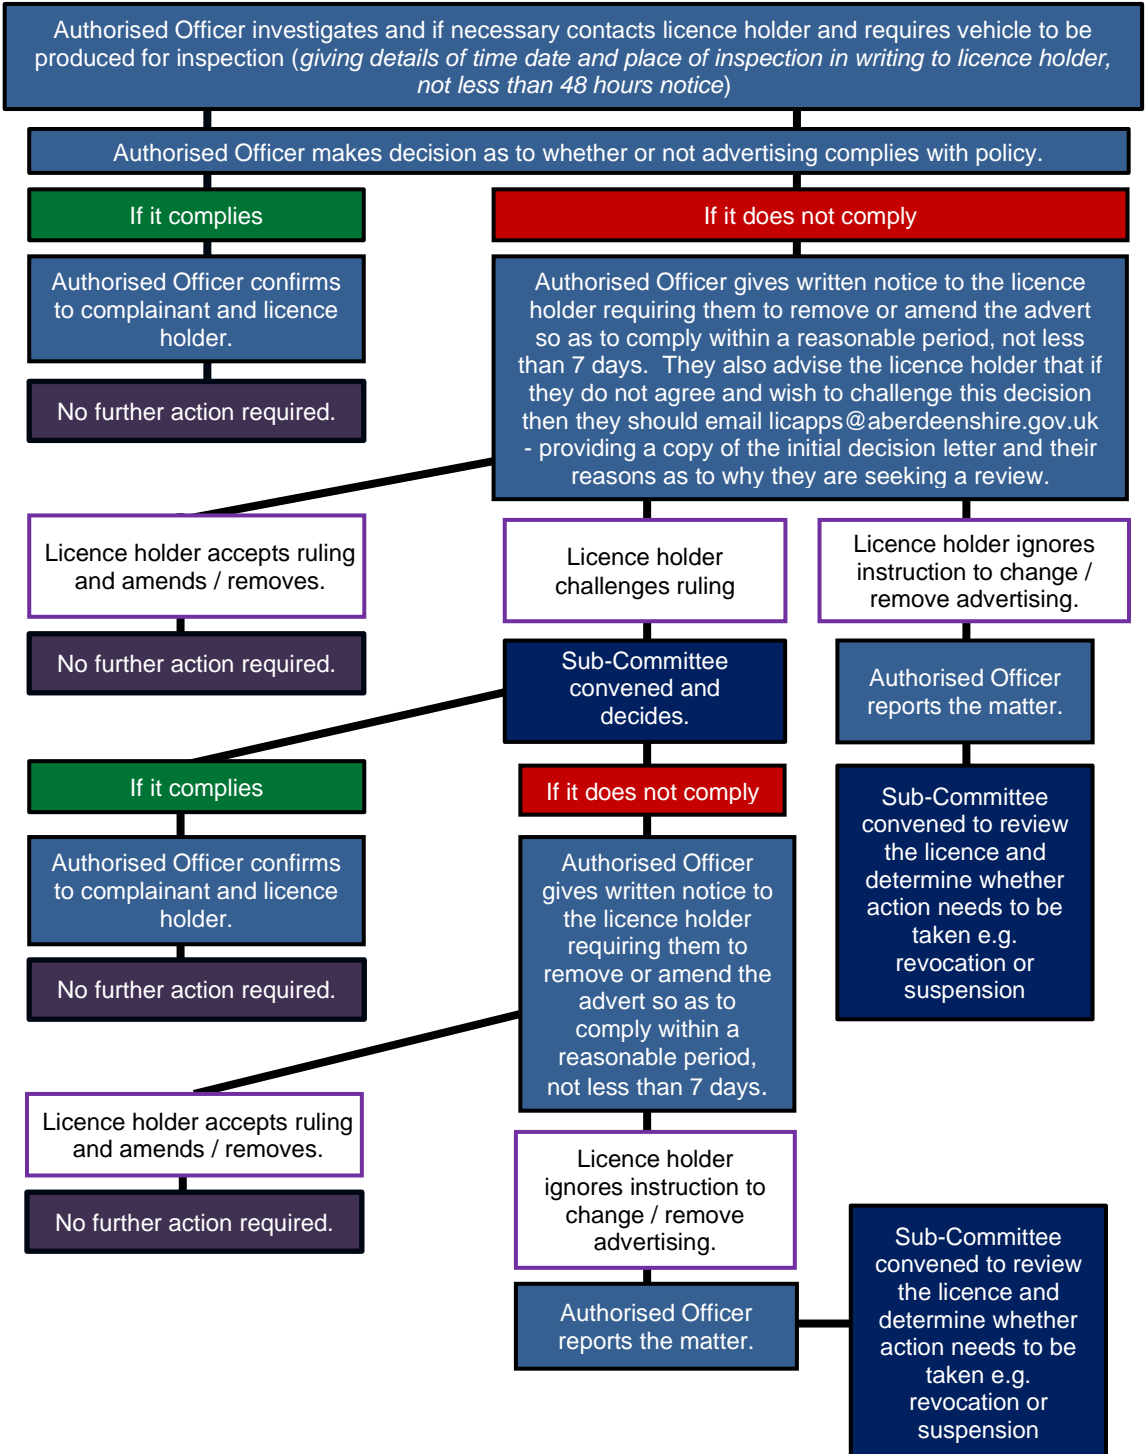 Authorised Officer investigates and if necessary contacts licence holder and requires vehicle to be
produced for inspection (giving details of time date and place of inspection in writing to licence holder,
not less than 48 hours notice)
Authorised Officer makes decision as to whether or not advertising complies with policy.
If it complies
If it does not comply
Authorised Officer confirms
to complainant and licence
holder.
No further action required.
Authorised Officer gives written notice to the licence
holder requiring them to remove or amend the advert
so as to comply within a reasonable period, not less
than 7 days. They also advise the licence holder that if
they do not agree and wish to challenge this decision
then they should email licapps@aberdeenshire.gov.uk
- providing a copy of the initial decision letter and their
reasons as to why they are seeking a review.
Licence holder accepts ruling
and amends / removes.
No further action required.
Licence holder
challenges ruling
Licence holder ignores
instruction to change /
remove advertising.
Sub-Committee
convened and
decides.
Authorised Officer
reports the matter.
If it complies
If it does not comply
Sub-Committee
convened to review
the licence and
determine whether
action needs to be
taken e.g.
revocation or
suspension
Authorised Officer confirms
to complainant and licence
holder.
No further action required.
Authorised Officer
gives written notice to
the licence holder
requiring them to
remove or amend the
advert so as to
comply within a
reasonable period,
not less than 7 days.
Licence holder accepts ruling
and amends / removes.
No further action required.
Licence holder
ignores instruction to
change / remove
advertising.
Authorised Officer
reports the matter.
Sub-Committee
convened to review
the licence and
determine whether
action needs to be
taken e.g.
revocation or
suspension